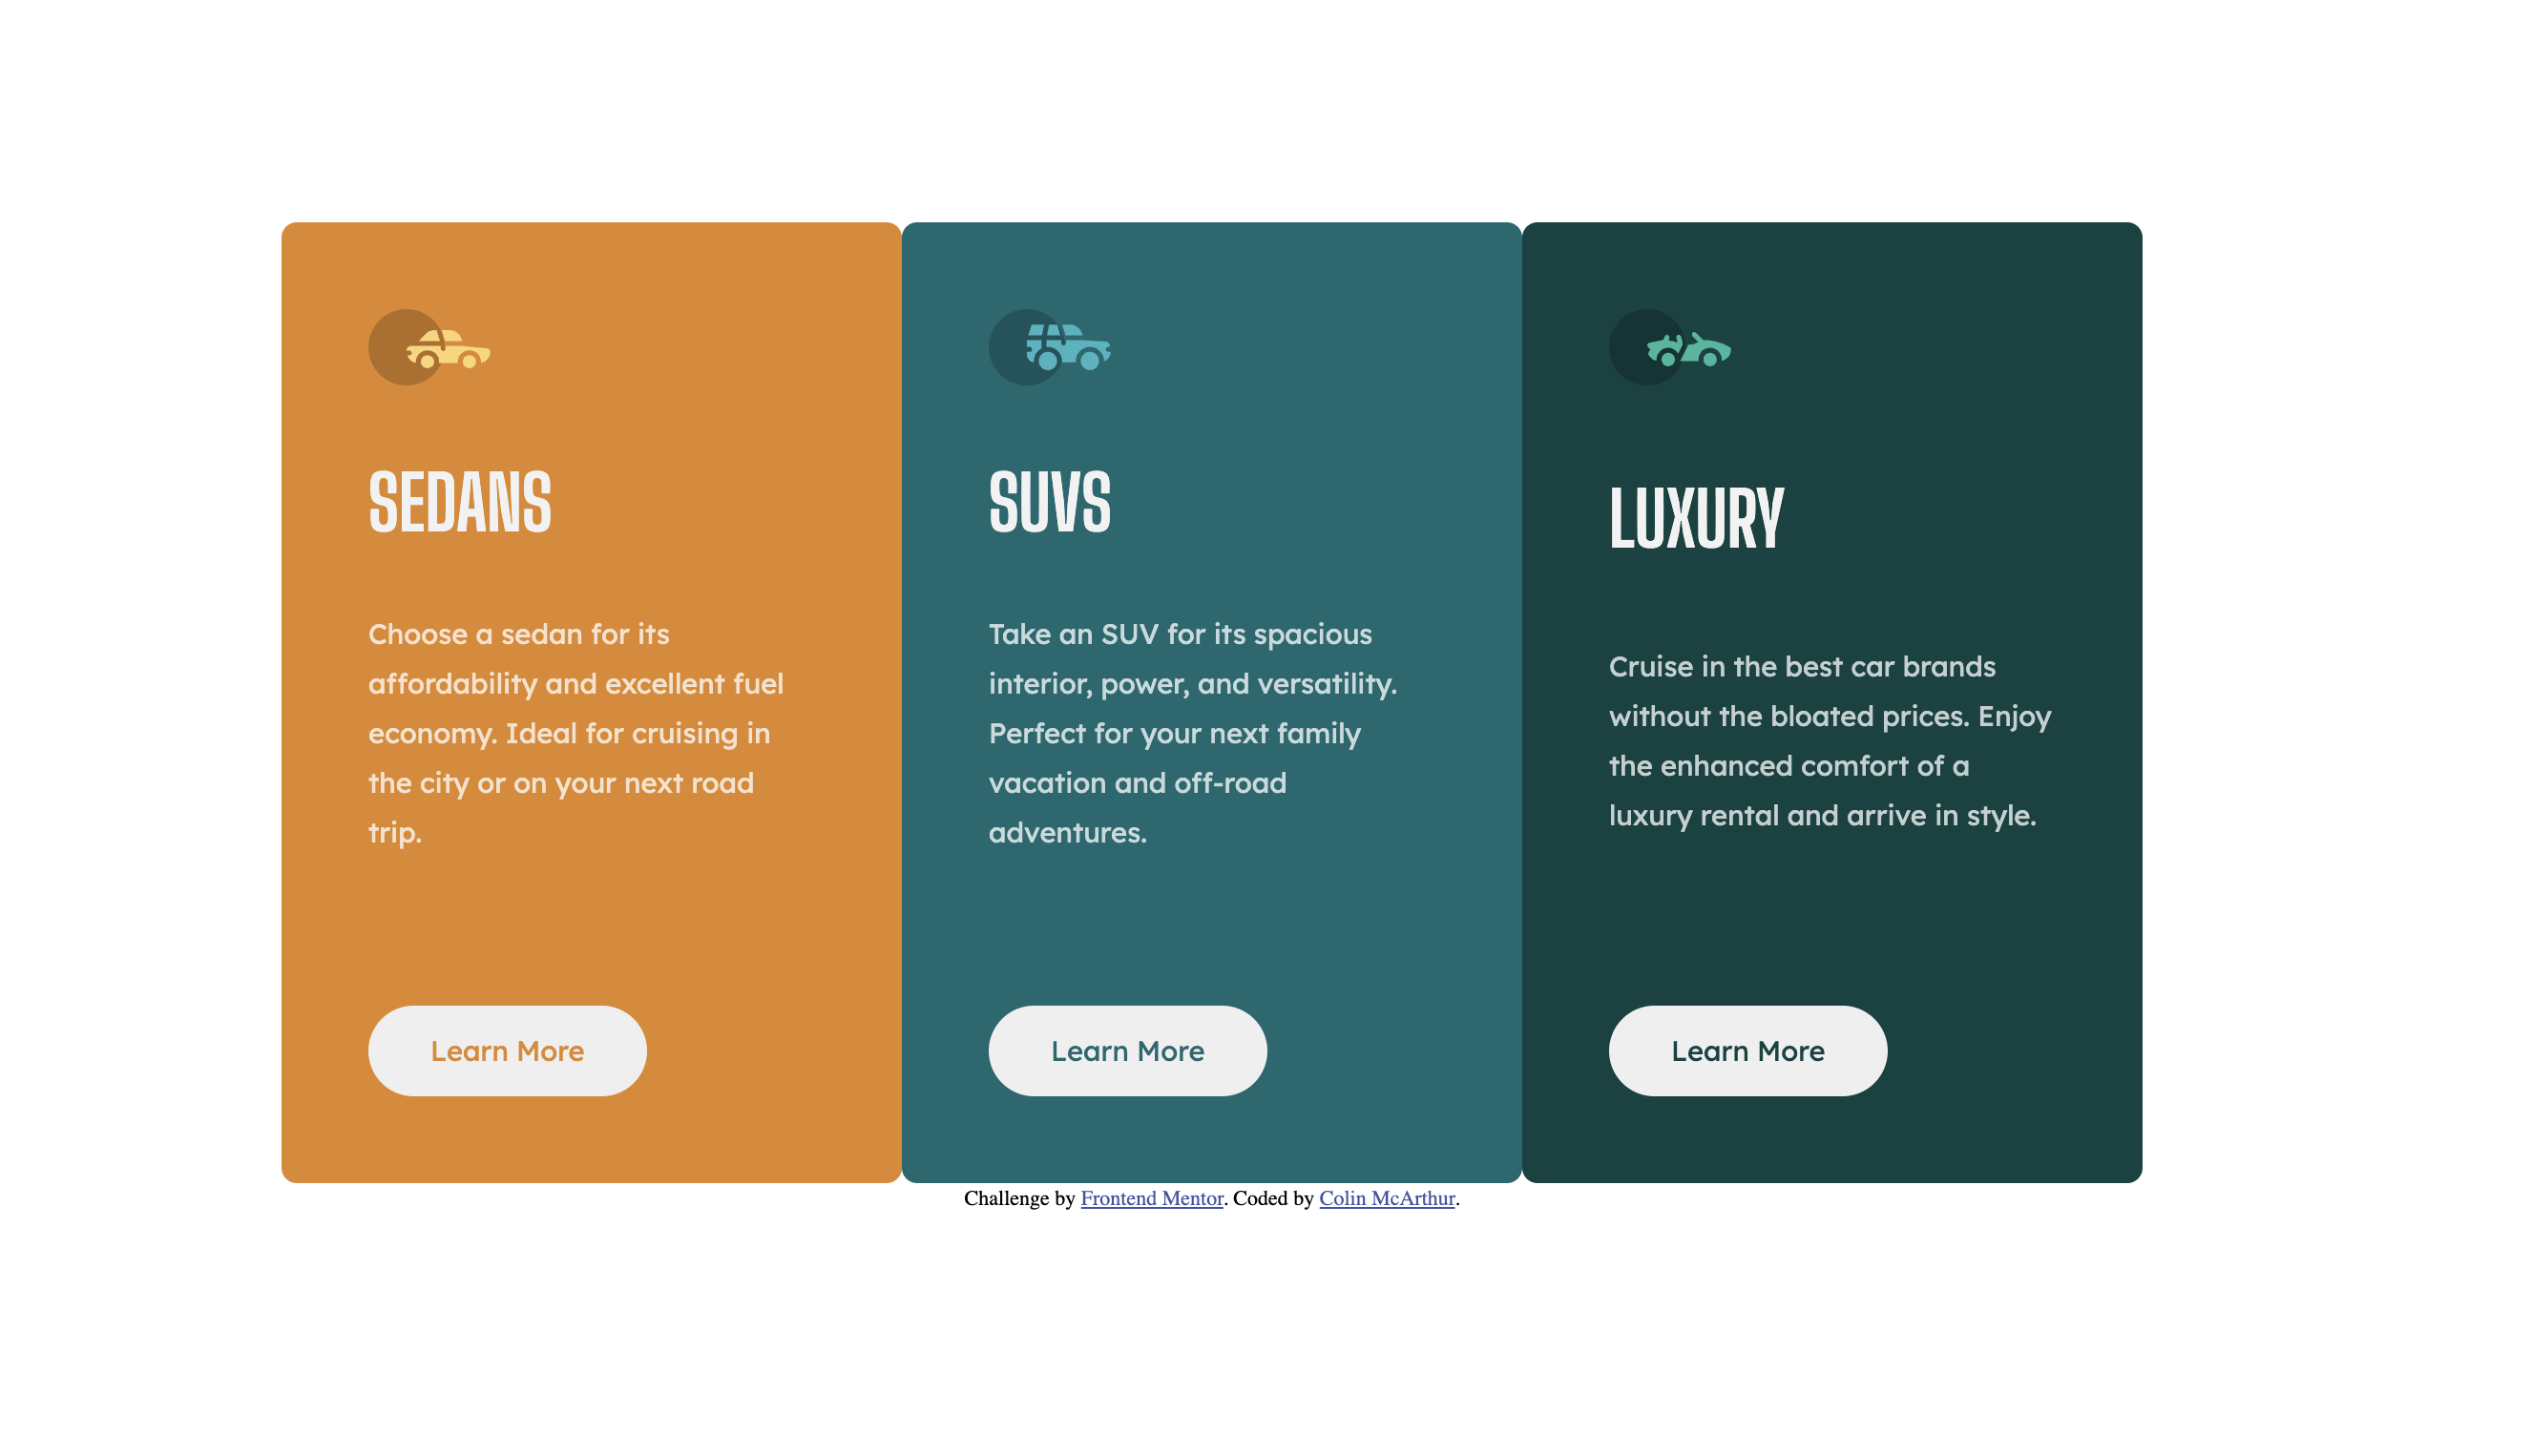 SEDANS
Choose a sedan for its
affordability and excellent fuel
economy. Ideal for cruising in
the city or on your next road
trip.
Learn More
SUVS
Take an SUV for its spacious
interior, power, and versatility.
Perfect for your next family
vacation and off-road
adventures.
Learn More
LUXURY
Cruise in the best car brands
without the bloated prices. Enjoy
the enhanced comfort of a
luxury rental and arrive in style.
Learn More
Challenge by Frontend Mentor. Coded by Colin McArthur.